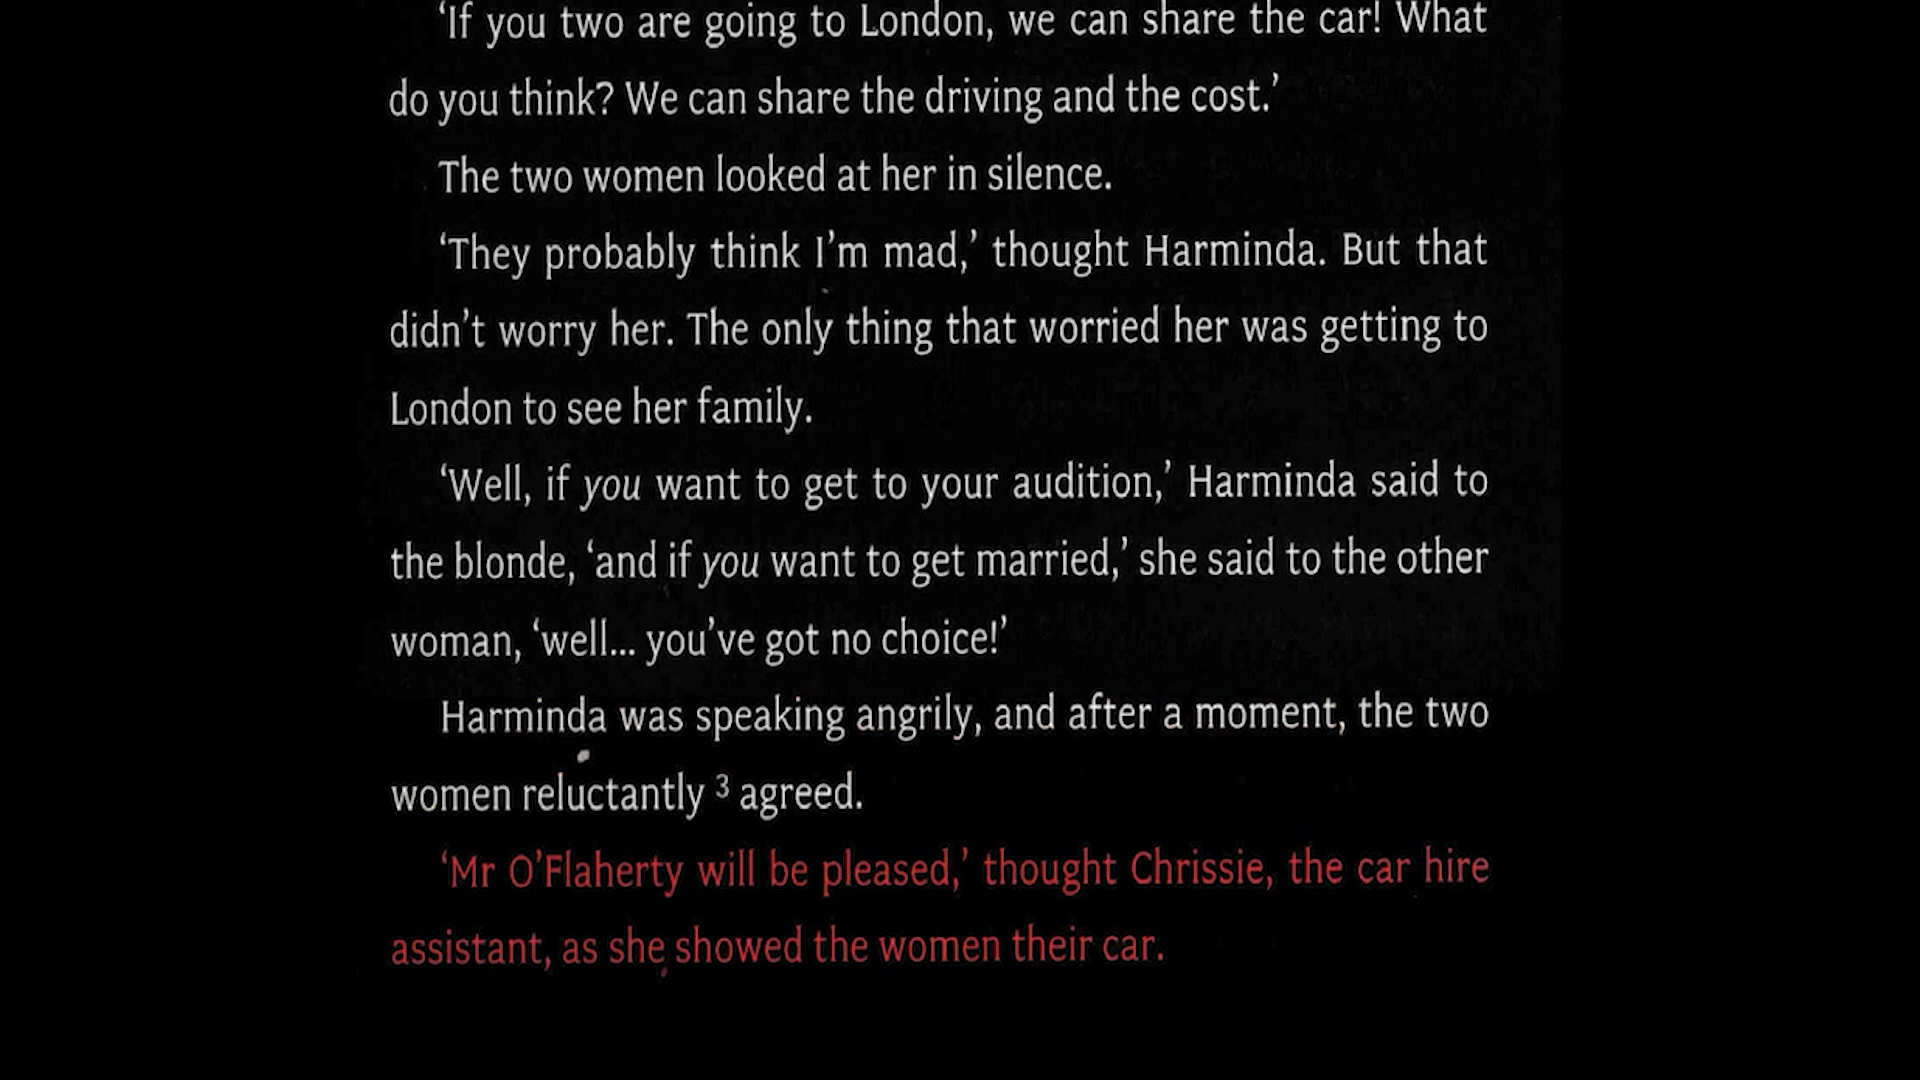 ‘If you two are going to London, we can share the car! What
do you think? We can share the driving and the cost.’
The two women looked at her in silence.
‘They probably think I’m mad,’ thought Harminda. But that
didn’t worry her. The only thing that worried her was getting to
London to see her family.
‘Well, if you want to get to your audition,’ Harminda said to
the blonde, ‘and if you want to get married,’ she said to the other
woman, ‘well... you’ve got no choice!’
Harminda was speaking angrily, and after a moment, the two
women reluctantly 3 agreed.
‘Mr O’Flaherty will be pleased,’ thought Chrissie, the car hire
assistant, as she showed the women their car.